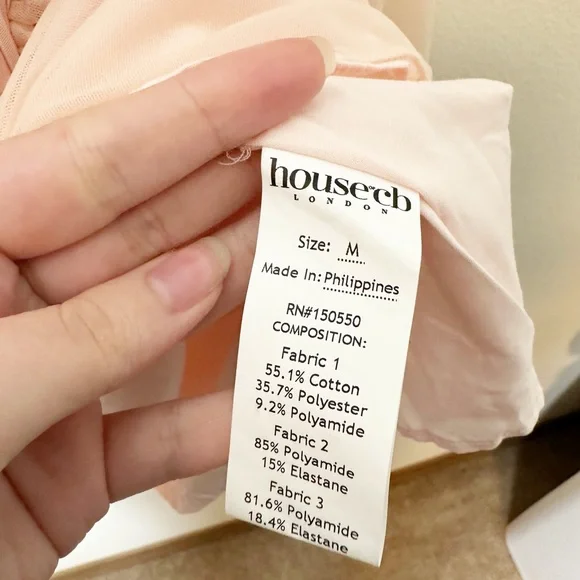 house of cb
LONDON
Size: M
Made In: Philippines
RN#150550
COMPOSITION:
Fabric 1
55.1% Cotton
35.7% Polyester
9.2% Polyamide
Fabric 2
85% Polyamide
15% Elastane
Fabric 3
81.6% Polyamide
18.4% Elastane